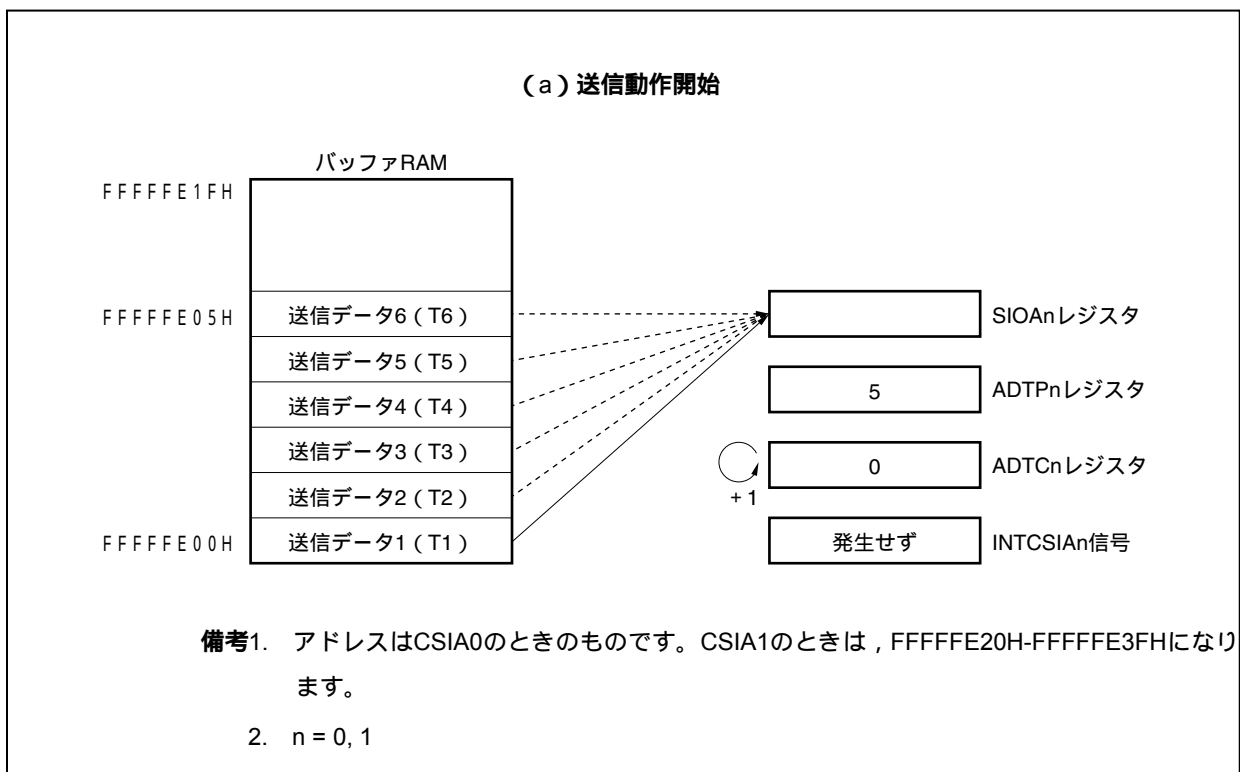 (a)送信動作開始
バッファRAM
FFFFFE1FH
FFFFFE05H 送信データ6(T6) SIOAnレジスタ
送信データ5(T5)
5 ADTPnレジスタ
送信データ4(T4)
送信データ3(T3)
0 ADTCnレジスタ
+1
送信データ2(T2)
FFFFFE00H 送信データ1(T1) 発生せず INTCSIAn信号
備考1. アドレスはCSIA0のときのものです。CSIA1のときは,FFFFFE20H-FFFFFE3FHになり
ます。
2. n = 0, 1